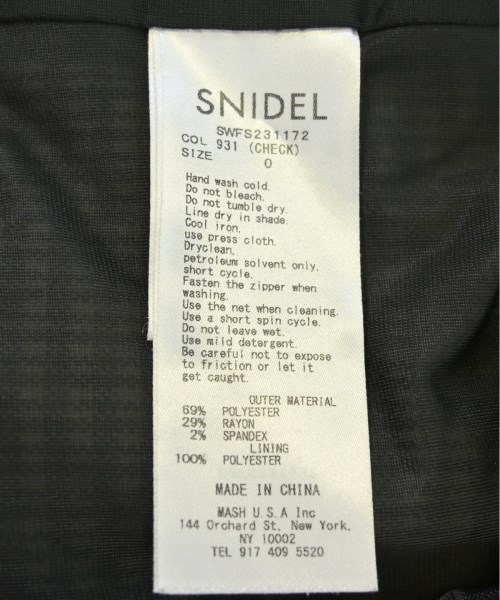 SNIDEL
SWFS231172
COL 931 (CHECK)
SIZE 0
Hand wash cold.
Do not bleach.
Do not tumble dry.
Line dry in shade.
Cool iron,
use press cloth.
Dryclean,
petroleum solvent only,
short cycle.
Fasten the zipper when
washing.
Use the net when cleaning.
Use a short spin cycle.
Do not leave wet.
Use mild detergent.
Be careful not to expose
to friction or let it
get caught.
OUTER MATERIAL
69% POLYESTER
29% RAYON
2% SPANDEX
LINING
100% POLYESTER
MADE IN CHINA
MASH U.S.A Inc
144 Orchard St. New York,
NY 10002
TEL 917 409 5520